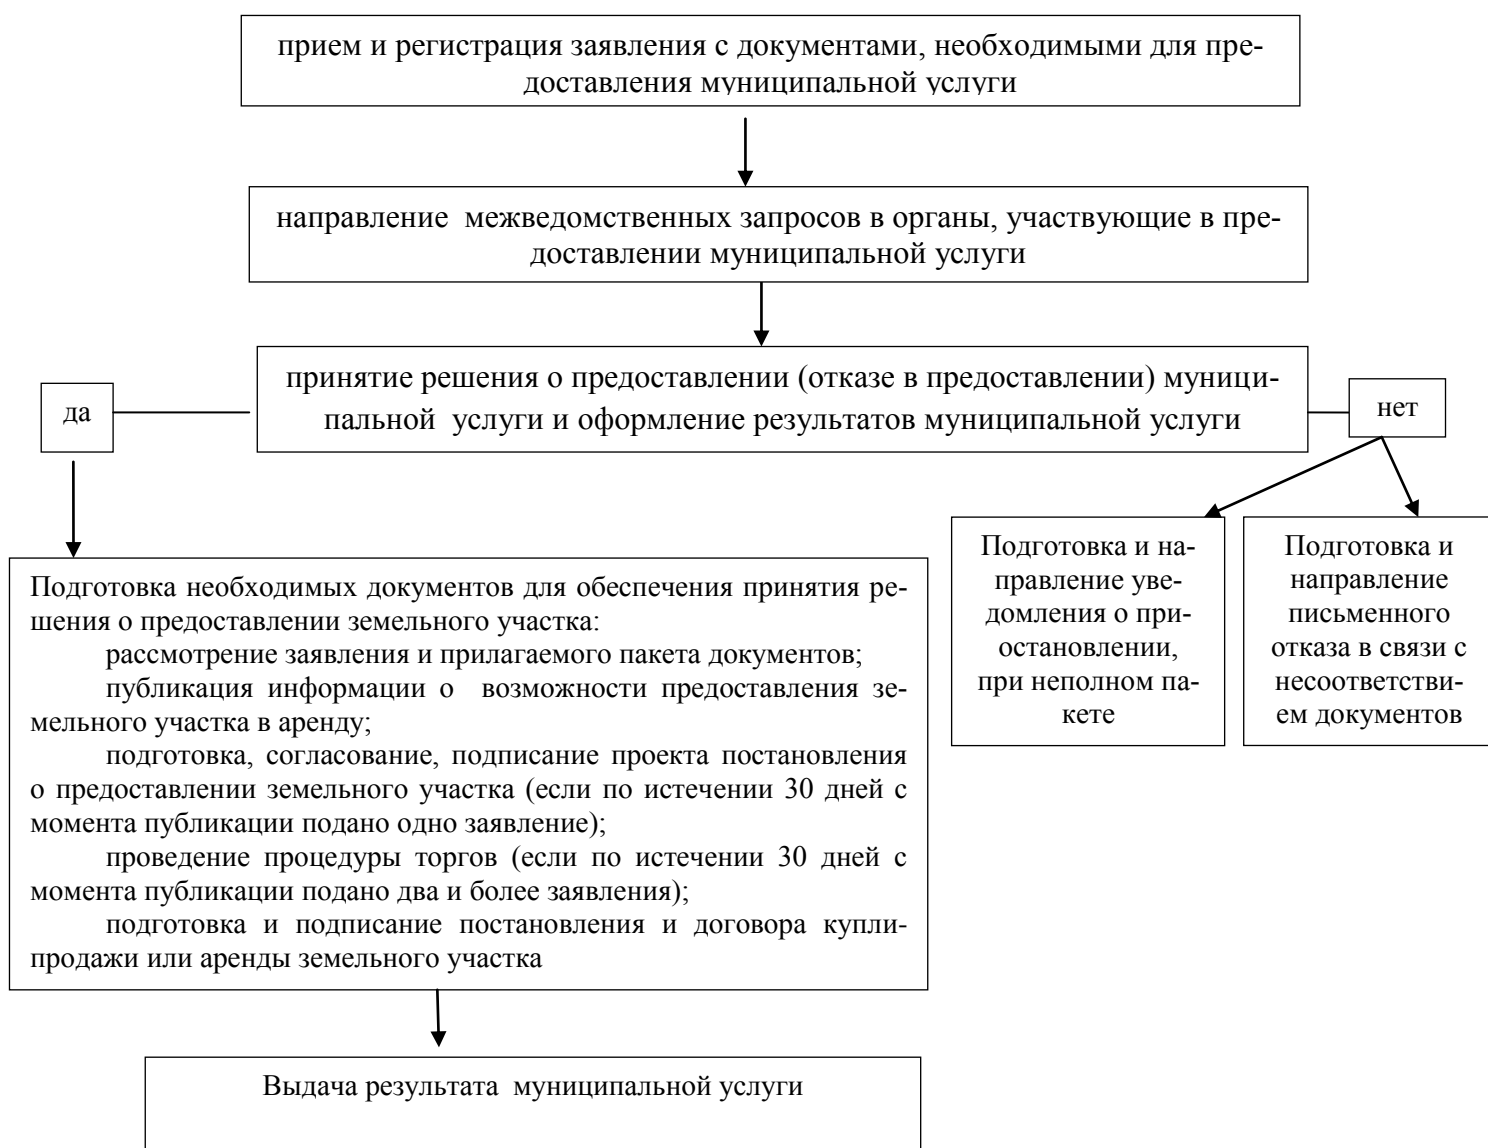 прием и регистрация заявления с документами, необходимыми для пре-
доставления муниципальной услуги
направление межведомственных запросов в органы, участвующие в пре-
доставлении муниципальной услуги
принятие решения о предоставлении (отказе в предоставлении) муници-
пальной услуги и оформление результатов муниципальной услуги
да
нет
Подготовка необходимых документов для обеспечения принятия ре-
шения о предоставлении земельного участка:
рассмотрение заявления и прилагаемого пакета документов;
публикация информации о возможности предоставления зе-
мельного участка в аренду;
подготовка, согласование, подписание проекта постановления
о предоставлении земельного участка (если по истечении 30 дней с
момента публикации подано одно заявление);
проведение процедуры торгов (если по истечении 30 дней с
момента публикации подано два и более заявления);
подготовка и подписание постановления и договора купли-
продажи или аренды земельного участка
Подготовка и на-
правление уве-
домления о при-
остановлении,
при неполном па-
кете
Подготовка и
направление
письменного
отказа в связи с
несоответстви-
ем документов
Выдача результата муниципальной услуги